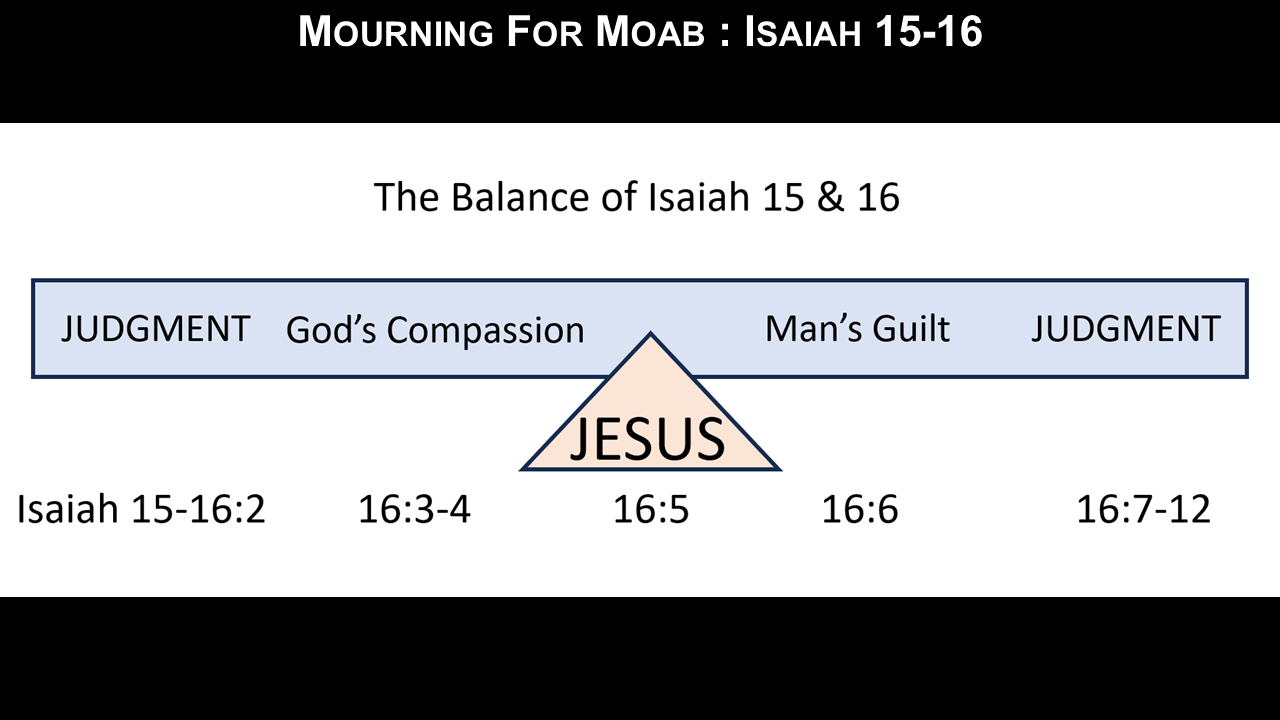 MOURNING FOR MOAB : ISAIAH 15-16
The Balance of Isaiah 15 & 16
JUDGMENT God’s Compassion Man’s Guilt JUDGMENT
JESUS
Isaiah 15-16:2 16:3-4 16:5 16:6 16:7-12